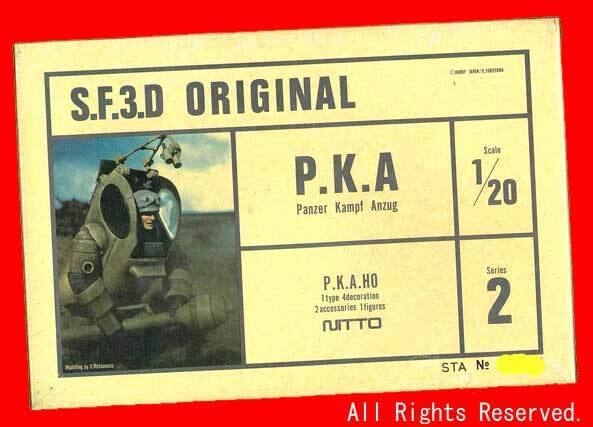 ©HOBBY JAPAN/K.YOKOYAMA
S.F.3.D ORIGINAL
P.K.A
Panzer Kampf Anzug
Scale
1/20
P.K.A.HO
1type 4decoration
2accessories 1figures
NITTO
Series
2
Modelling by
STA №
All Rights Reserved.